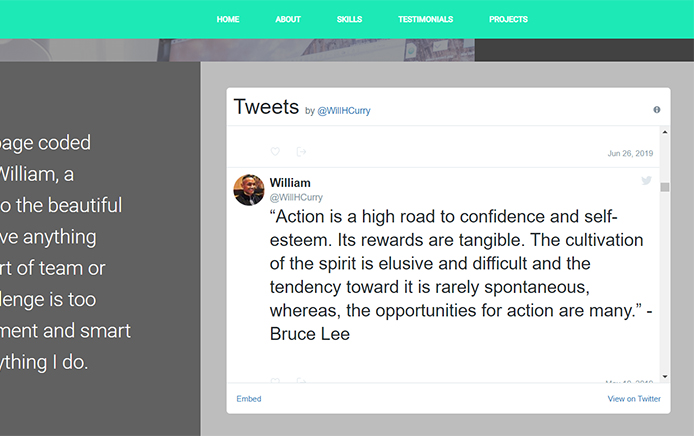 HOME ABOUT SKILLS TESTIMONIALS PROJECTS
page coded
William, a
o the beautiful
ve anything
rt of team or
lenge is too
ment and smart
ything I do.
Tweets by @WillHCurry
Jun 26, 2019
William
@WillHCurry
“Action is a high road to confidence and self-
esteem. Its rewards are tangible. The cultivation
of the spirit is elusive and difficult and the
tendency toward it is rarely spontaneous,
whereas, the opportunities for action are many.” -
Bruce Lee
Embed View on Twitter